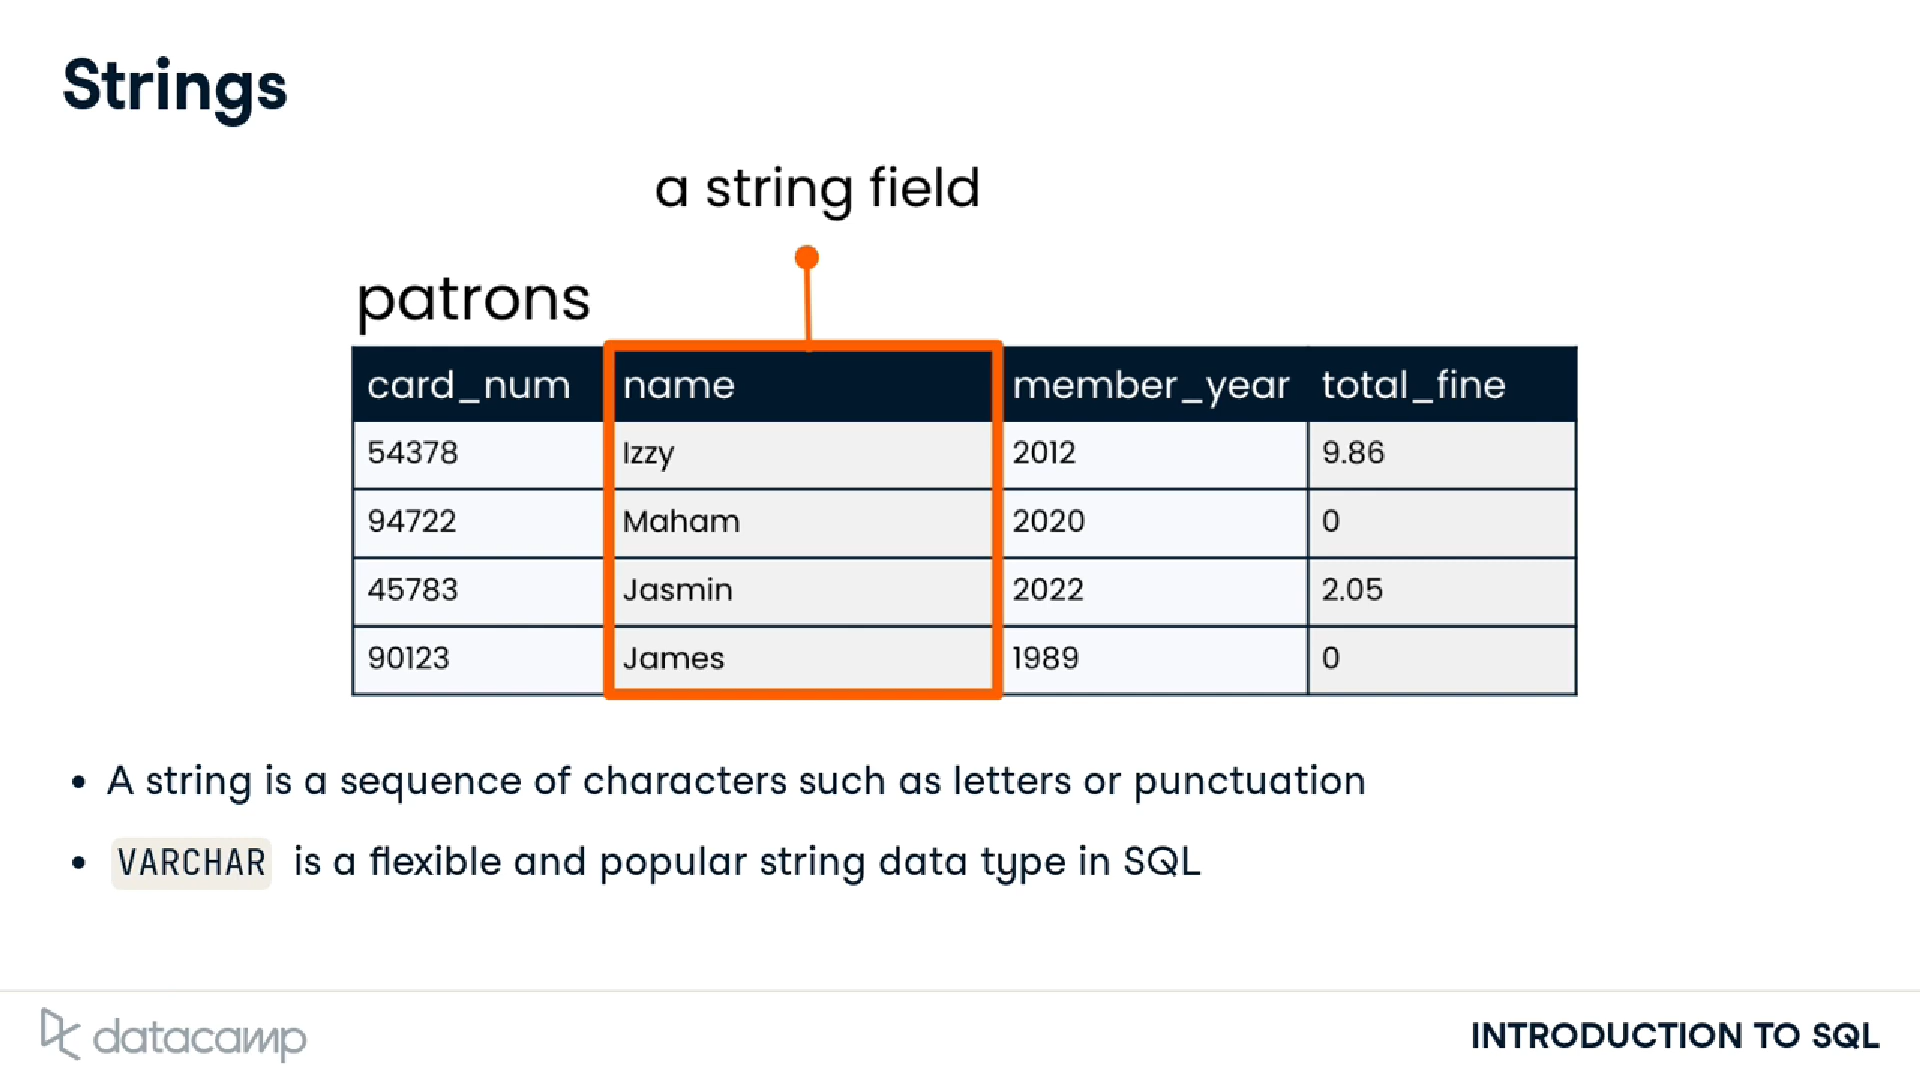 Strings
a string field
patrons
card_num name member_year total_fine
54378 Izzy 2012 9.86
94722 Maham 2020 0
45783 Jasmin 2022 2.05
90123 James 1989 0
• A string is a sequence of characters such as letters or punctuation
• VARCHAR is a flexible and popular string data type in SQL
datacamp
INTRODUCTION TO SQL